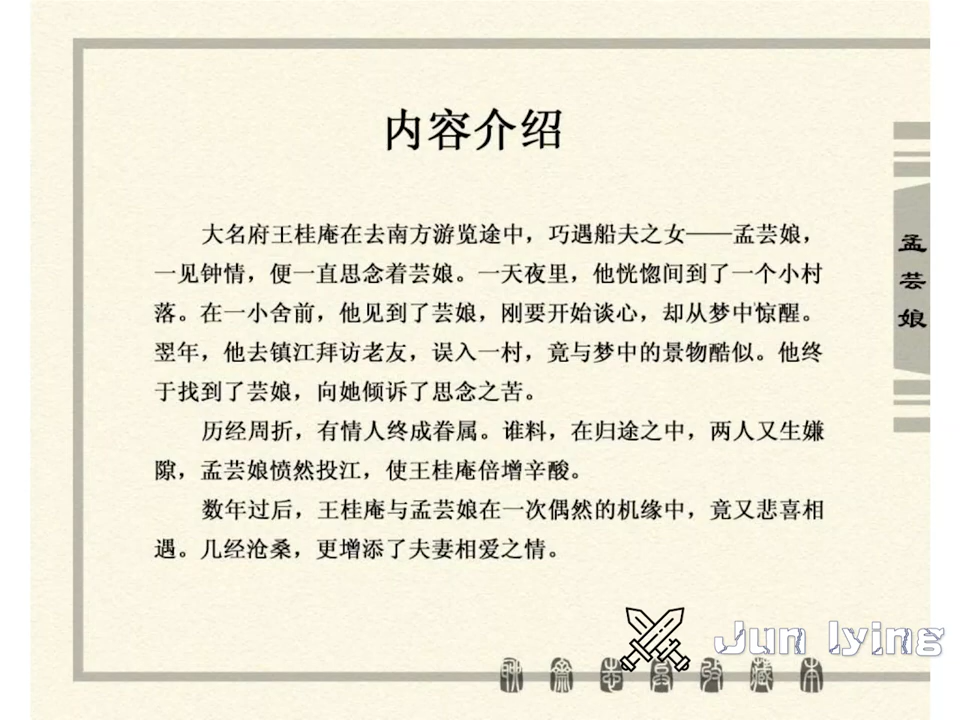 内容介绍
大名府王桂庵在去南方游览途中，巧遇船夫之女——孟芸娘，
一见钟情，便一直思念着芸娘。一天夜里，他恍惚间到了一个小村
落。在一小舍前，他见到了芸娘，刚要开始谈心，却从梦中惊醒。
翌年，他去镇江拜访老友，误入一村，竟与梦中的景物酷似。他终
于找到了芸娘，向她倾诉了思念之苦。
历经周折，有情人终成眷属。谁料，在归途之中，两人又生嫌
隙，孟芸娘愤然投江，使王桂庵倍增辛酸。
数年过后，王桂庵与孟芸娘在一次偶然的机缘中，竟又悲喜相
遇。几经沧桑，更增添了夫妻相爱之情。
孟芸娘
Jun lying